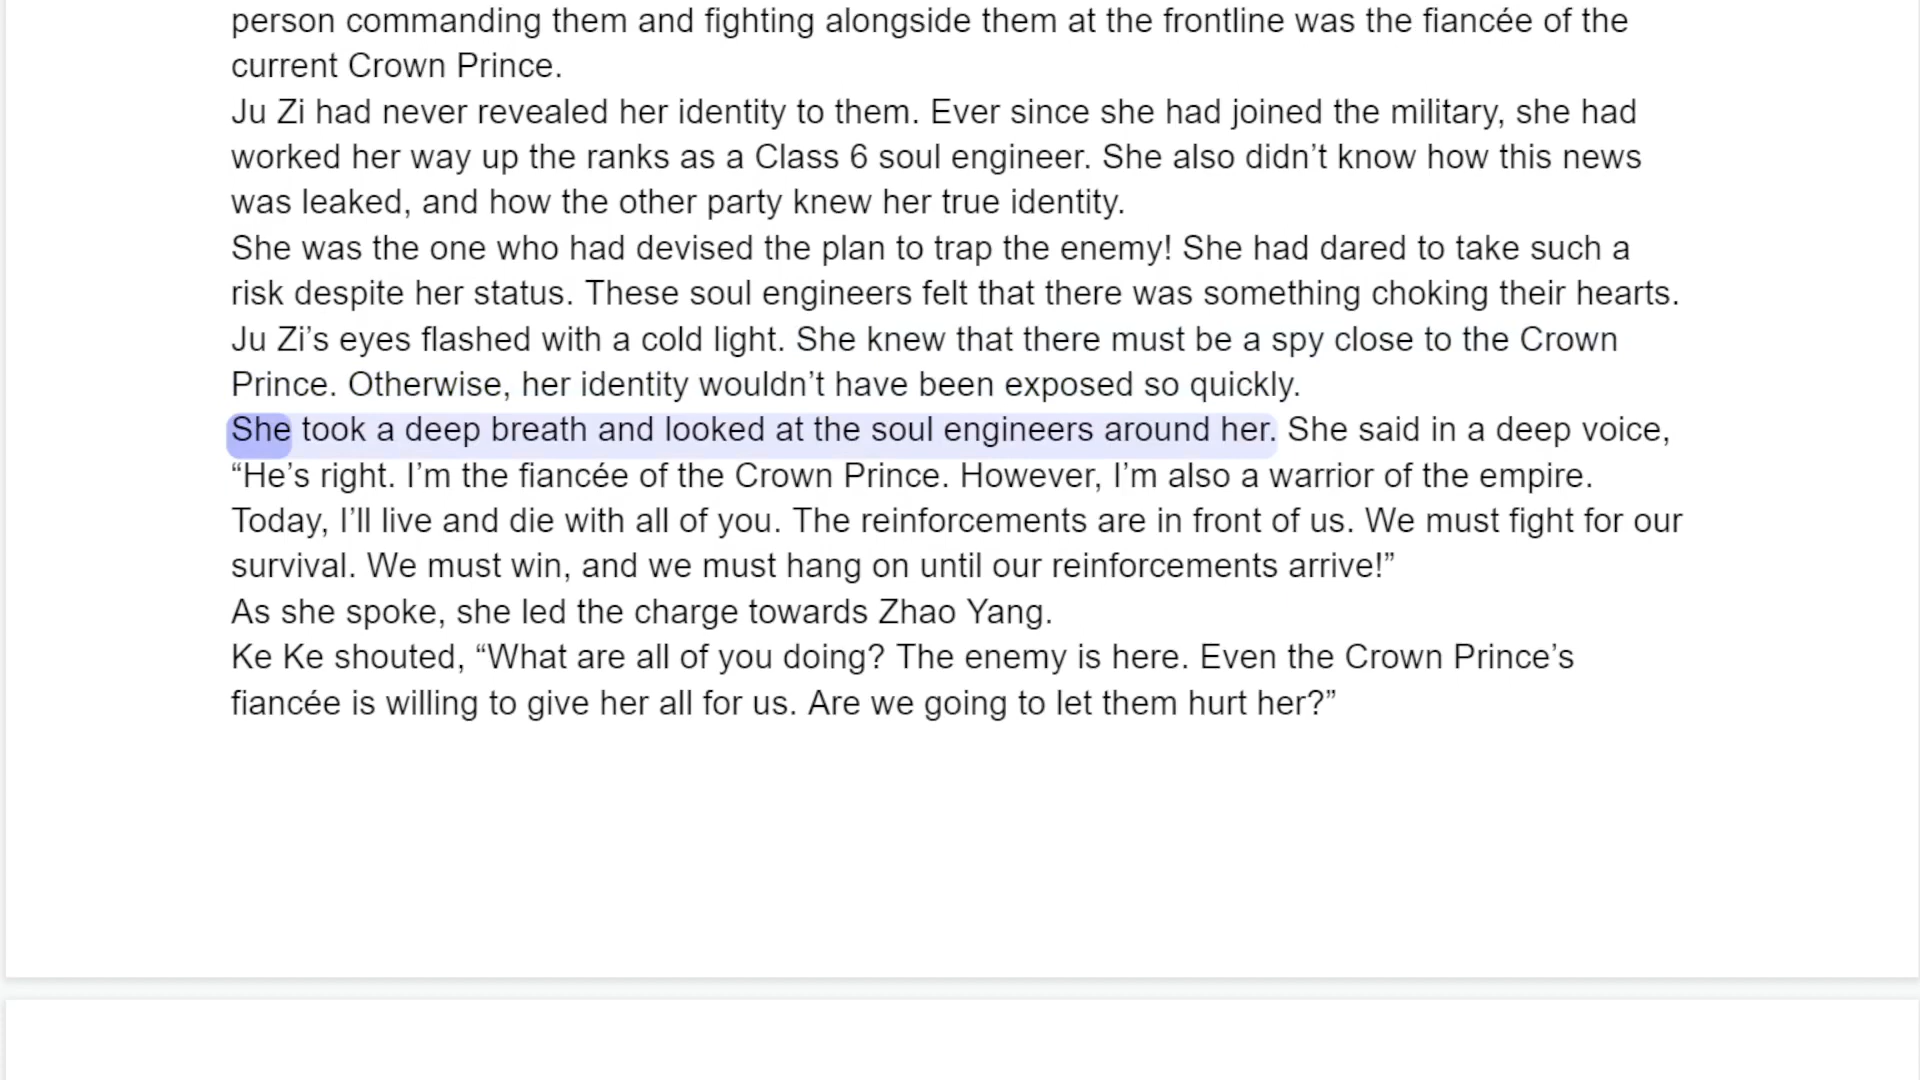 person commanding them and fighting alongside them at the frontline was the fiancée of the
current Crown Prince.
Ju Zi had never revealed her identity to them. Ever since she had joined the military, she had
worked her way up the ranks as a Class 6 soul engineer. She also didn’t know how this news
was leaked, and how the other party knew her true identity.
She was the one who had devised the plan to trap the enemy! She had dared to take such a
risk despite her status. These soul engineers felt that there was something choking their hearts.
Ju Zi’s eyes flashed with a cold light. She knew that there must be a spy close to the Crown
Prince. Otherwise, her identity wouldn’t have been exposed so quickly.
She took a deep breath and looked at the soul engineers around her. She said in a deep voice,
“He’s right. I’m the fiancée of the Crown Prince. However, I’m also a warrior of the empire.
Today, I’ll live and die with all of you. The reinforcements are in front of us. We must fight for our
survival. We must win, and we must hang on until our reinforcements arrive!”
As she spoke, she led the charge towards Zhao Yang.
Ke Ke shouted, “What are all of you doing? The enemy is here. Even the Crown Prince’s
fiancée is willing to give her all for us. Are we going to let them hurt her?”